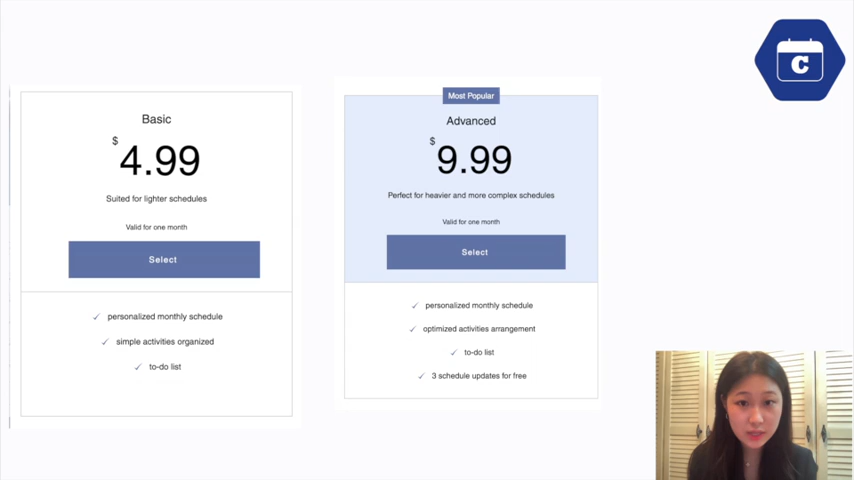 C
Basic
$
4.99
Suited for lighter schedules
Valid for one month
Select
✓ personalized monthly schedule
✓ simple activities organized
✓ to-do list
Most Popular
Advanced
$
9.99
Perfect for heavier and more complex schedules
Valid for one month
Select
✓ personalized monthly schedule
✓ optimized activities arrangement
✓ to-do list
✓ 3 schedule updates for free